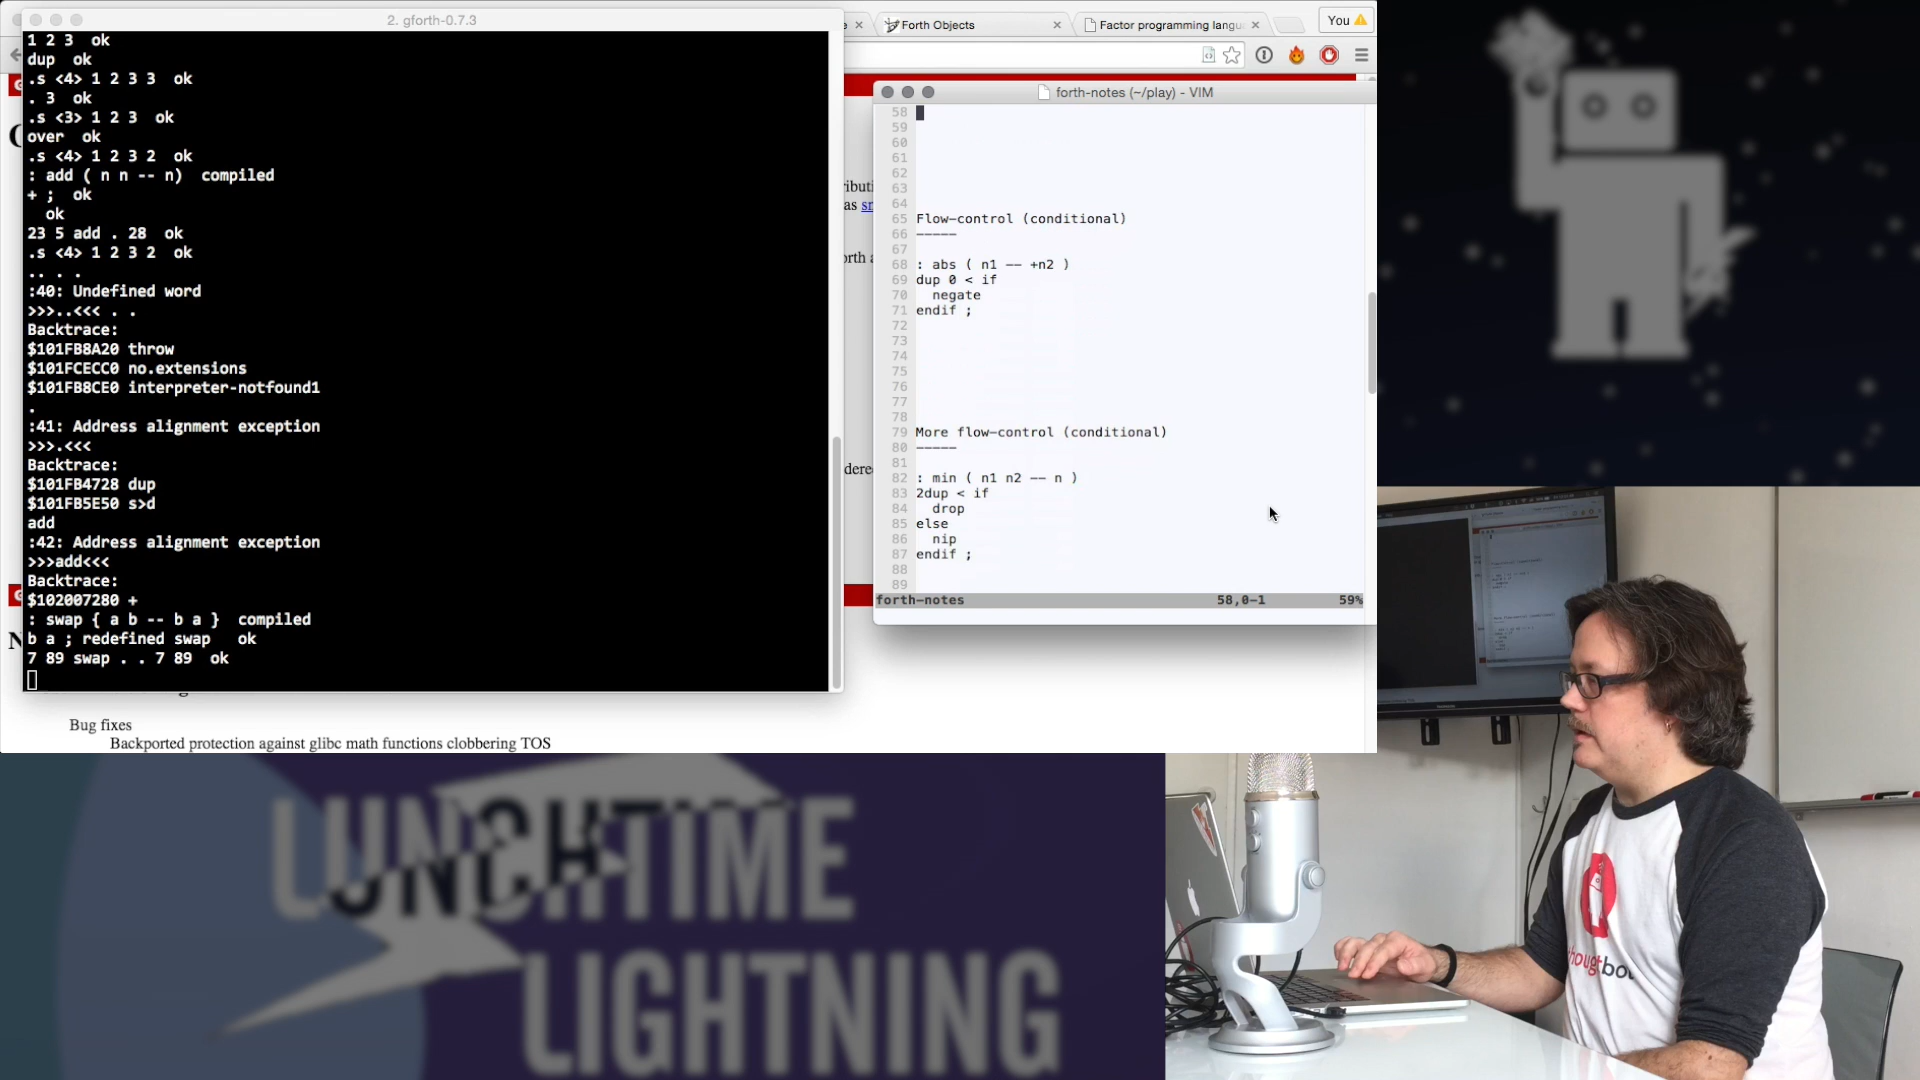 2. gforth-0.7.3
1 2 3  ok
dup  ok
.s <4> 1 2 3 3  ok
. 3  ok
.s <3> 1 2 3  ok
over  ok
.s <4> 1 2 3 2  ok
: add ( n n -- n)  compiled
+ ;  ok
ok
23 5 add . 28  ok
.s <4> 1 2 3 2  ok
.. . .
:40: Undefined word
>>>..<<< . .
Backtrace:
$101FB8A20 throw
$101FCECC0 no.extensions
$101FB8CE0 interpreter-notfound1
.
:41: Address alignment exception
>>>.<<<
Backtrace:
$101FB4728 dup
$101FB5E50 s>d
add
:42: Address alignment exception
>>>add<<<
Backtrace:
$102007280 +
: swap { a b -- b a }  compiled
b a ; redefined swap   ok
7 89 swap . . 7 89  ok
Forth Objects
Factor programming langu
You
forth-notes (~/play) - VIM
58
59
60
61
62
63
64
65 Flow-control (conditional)
66 -----
67
68 : abs ( n1 -- +n2 )
69 dup 0 < if
70   negate
71 endif ;
72
73
74
75
76
77
78
79 More flow-control (conditional)
80 -----
81
82 : min ( n1 n2 -- n )
83 2dup < if
84   drop
85 else
86   nip
87 endif ;
88
89
forth-notes 58,0-1 59%
Bug fixes
Backported protection against glibc math functions clobbering TOS
LUNCHTIME
LIGHTNING